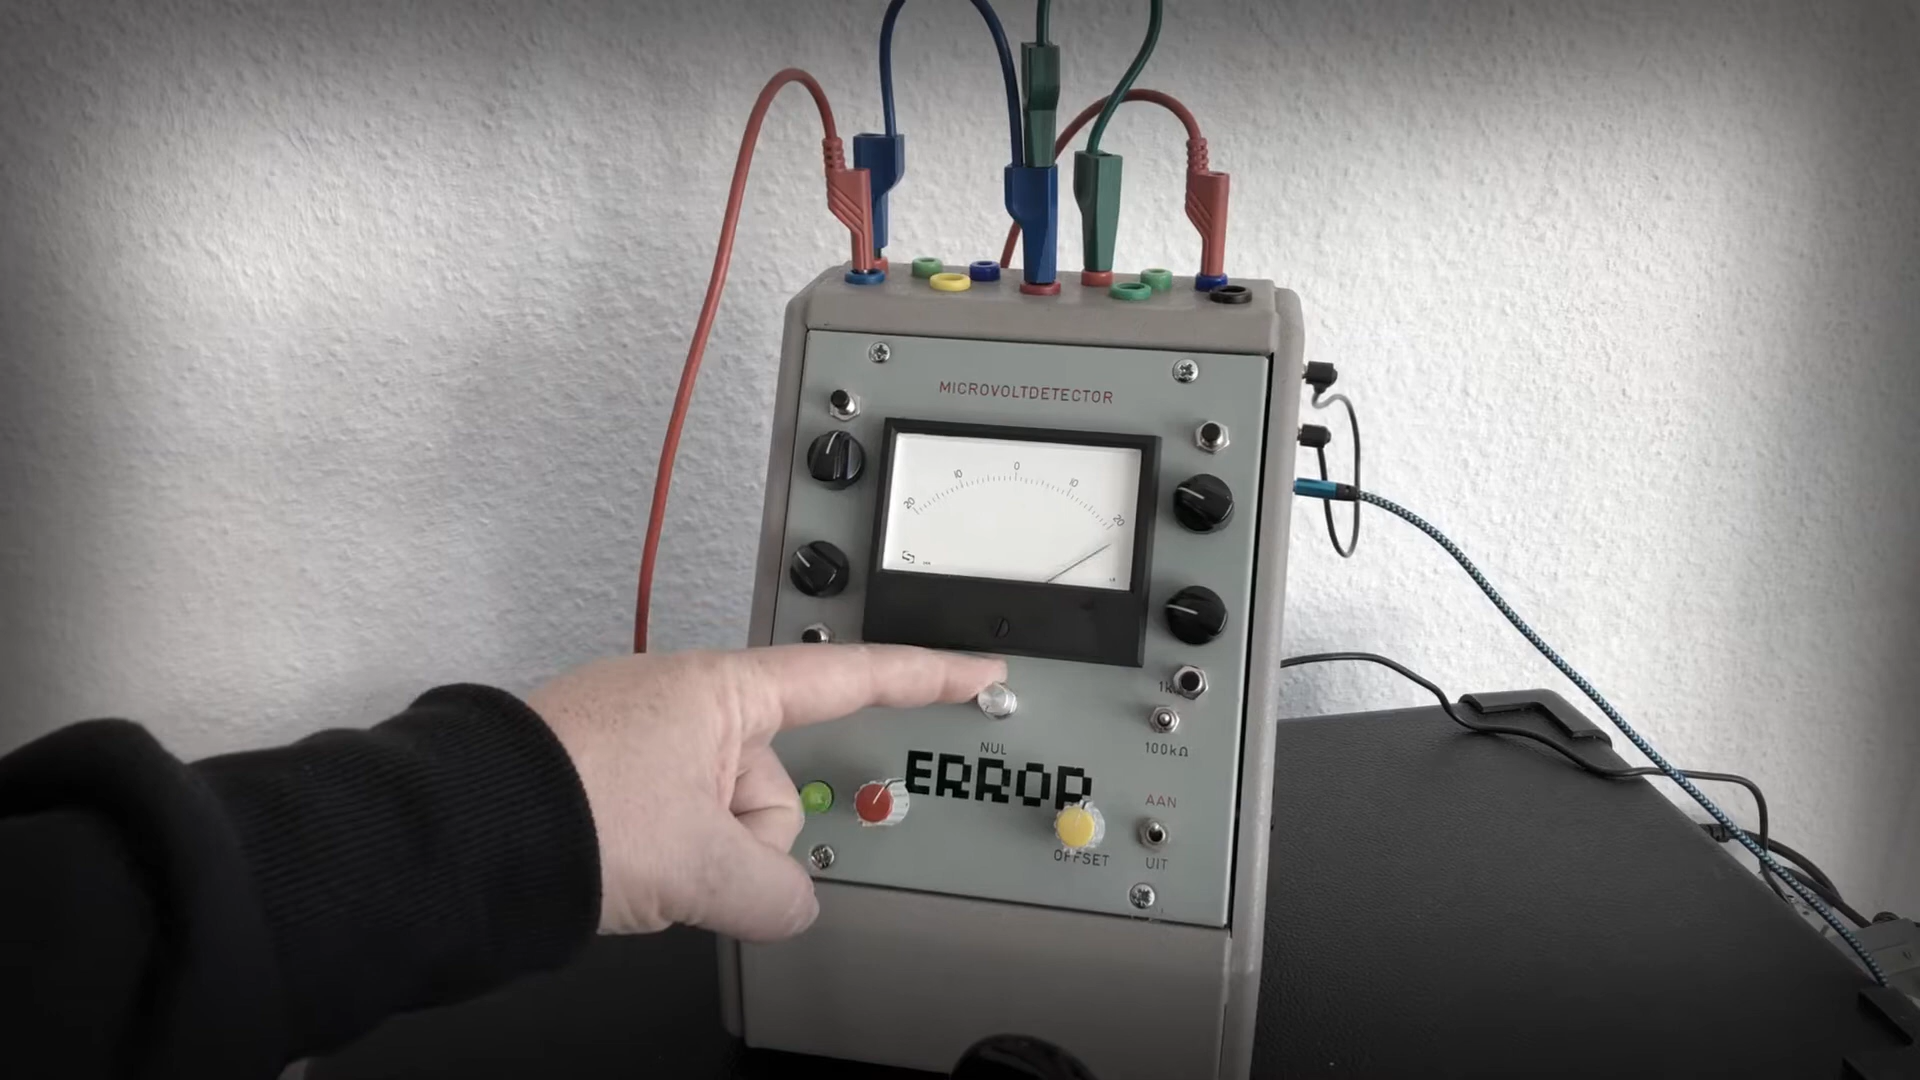 MICROVOLTDETECTOR
20 10 0 10 20
1k
100kΩ
NUL
ERROR
AAN
OFFSET
UIT